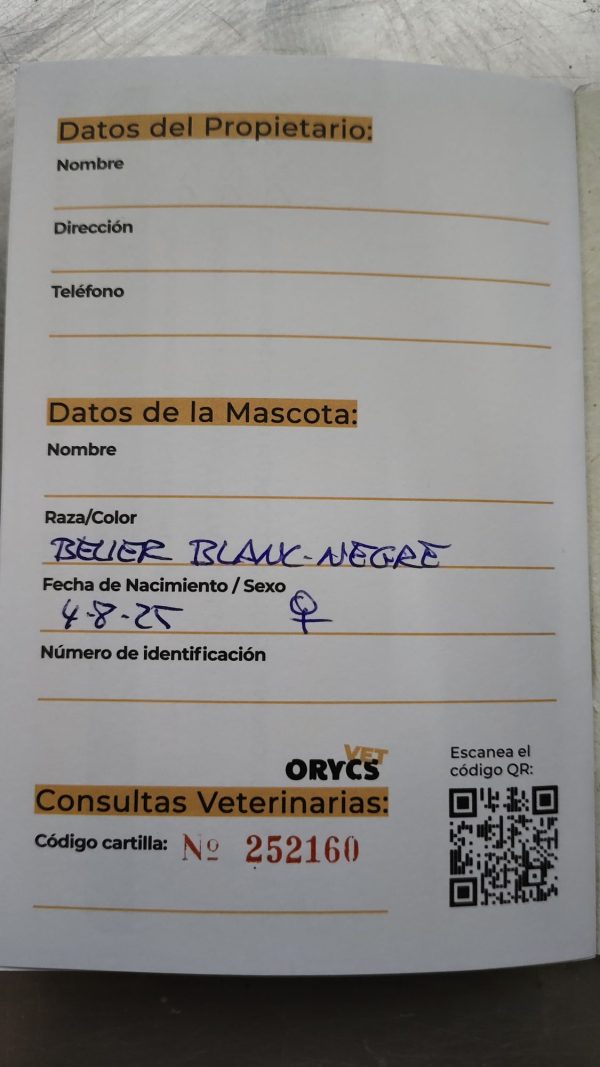 Datos del Propietario:
Nombre
Dirección
Teléfono
Datos de la Mascota:
Nombre
Raza/Color
BELIER BLANC-NEGRE
Fecha de Nacimiento / Sexo
4-8-25 ♀
Número de identificación
VET
ORYCS
Escanea el
código QR:
Consultas Veterinarias:
Código cartilla: Nº 252160